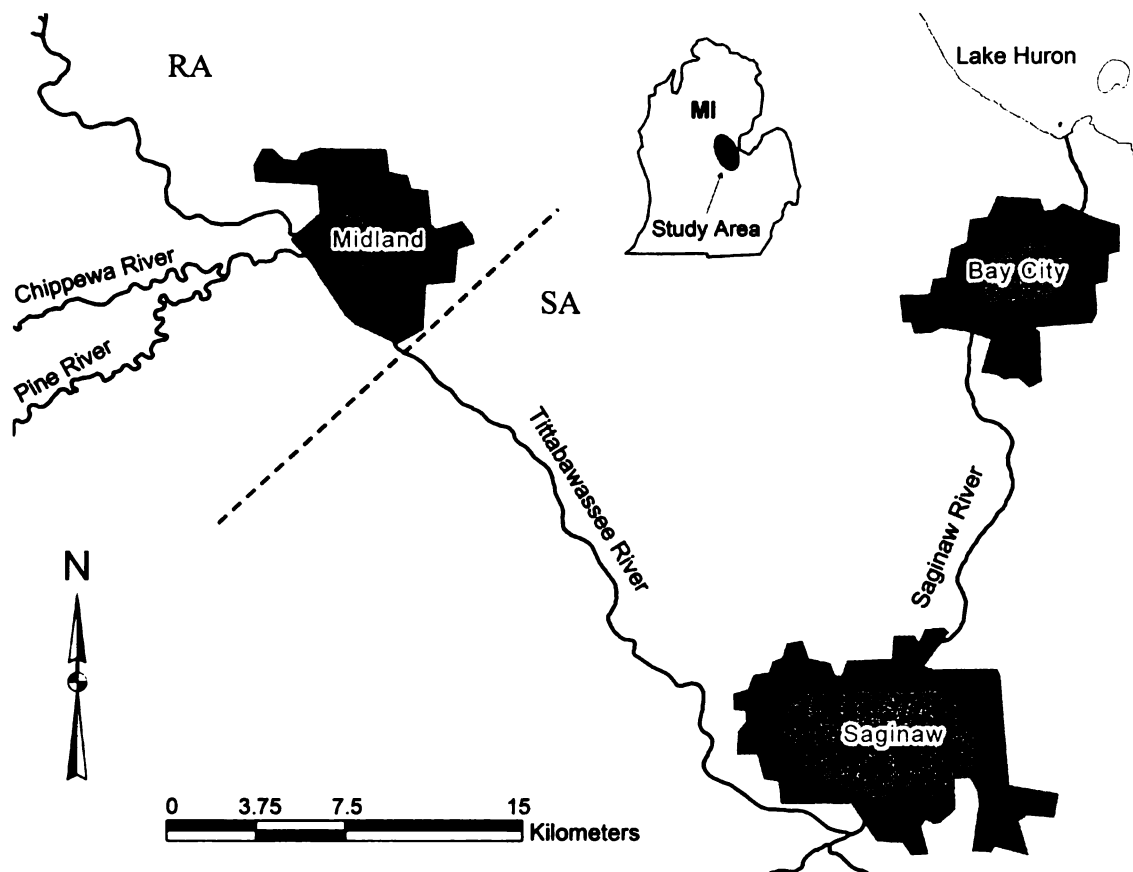 RA
Lake Huron
MI
Study Area
Midland
Chippewa River
Pine River
SA
Bay City
Tittabawassee River
Saginaw River
N
Saginaw
0 3.75 7.5 15
Kilometers